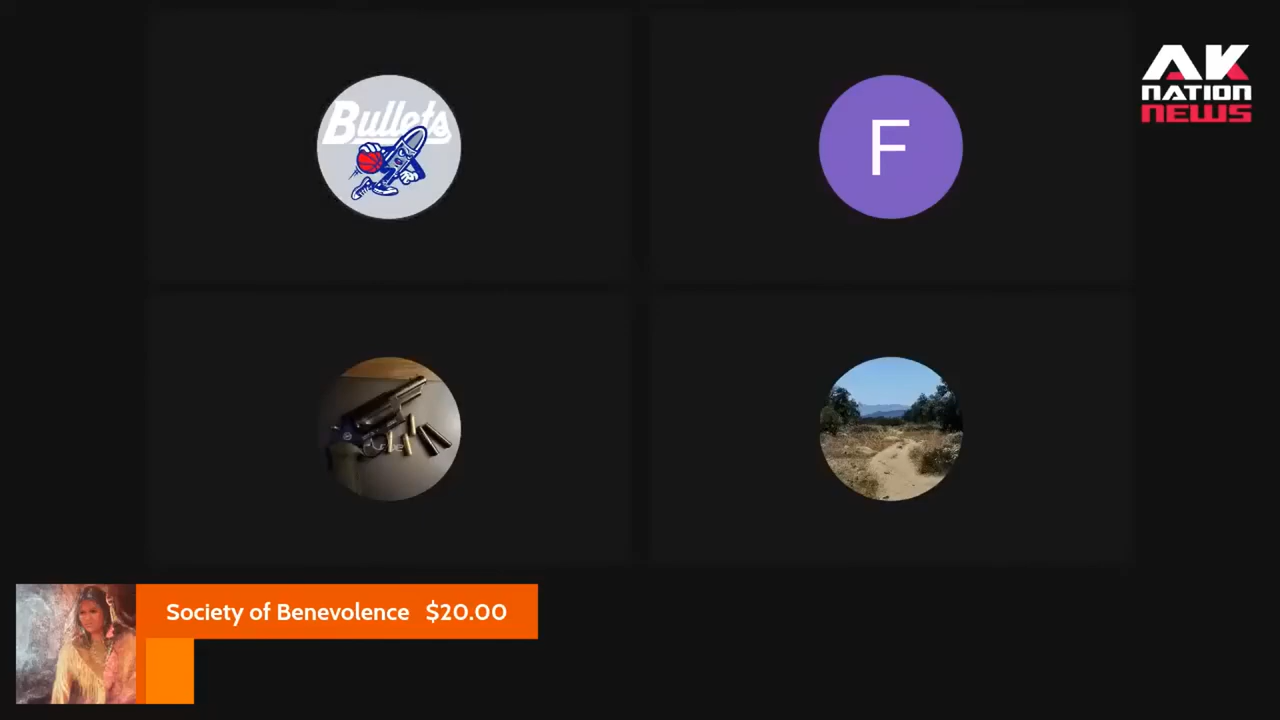 Bullets
F
AK
NATION
NEWS
Society of Benevolence $20.00